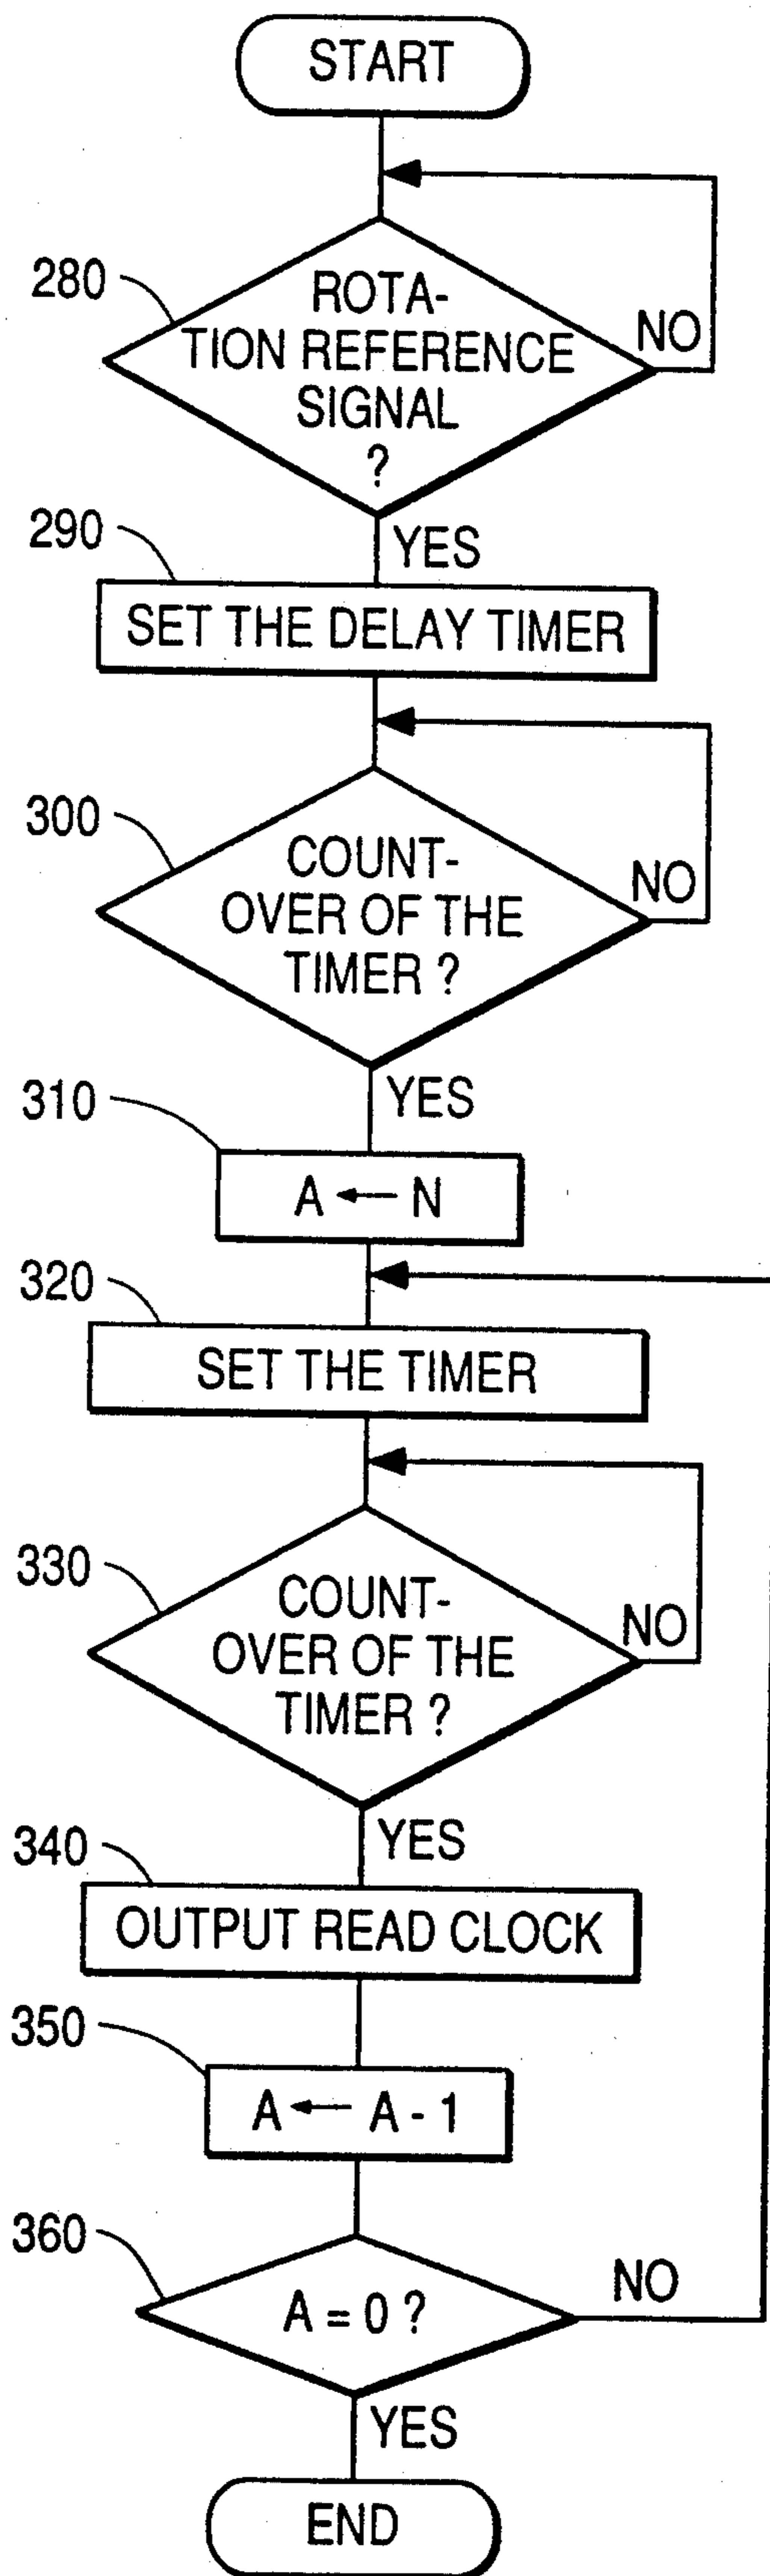 START
280
ROTA-
TION REFERENCE
SIGNAL
?
NO
YES
290
SET THE DELAY TIMER
300
COUNT-
OVER OF THE
TIMER ?
NO
YES
310
A ← N
320
SET THE TIMER
330
COUNT-
OVER OF THE
TIMER ?
NO
YES
340
OUTPUT READ CLOCK
350
A ← A - 1
360
A = 0 ?
NO
YES
END